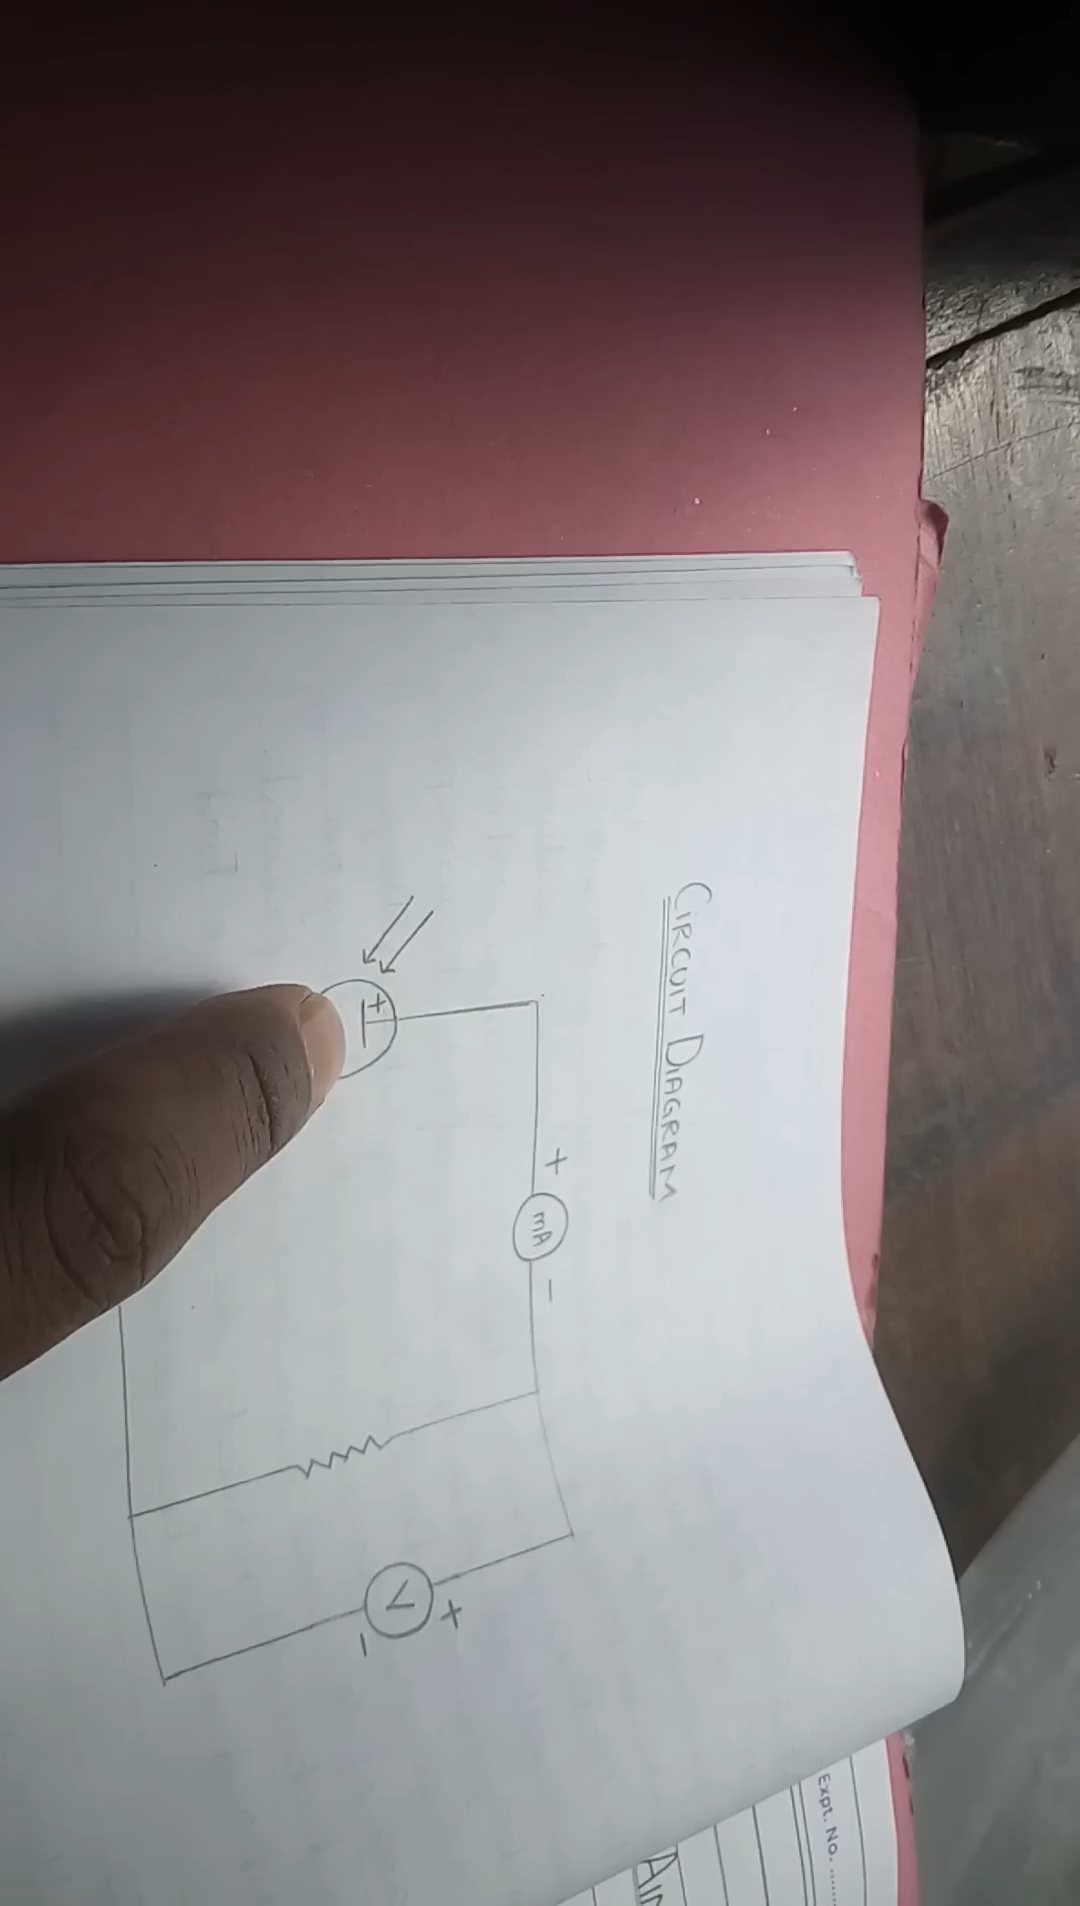 CIRCUIT DIAGRAM
+ mA -
+
+
V
-
Expt. No. ........